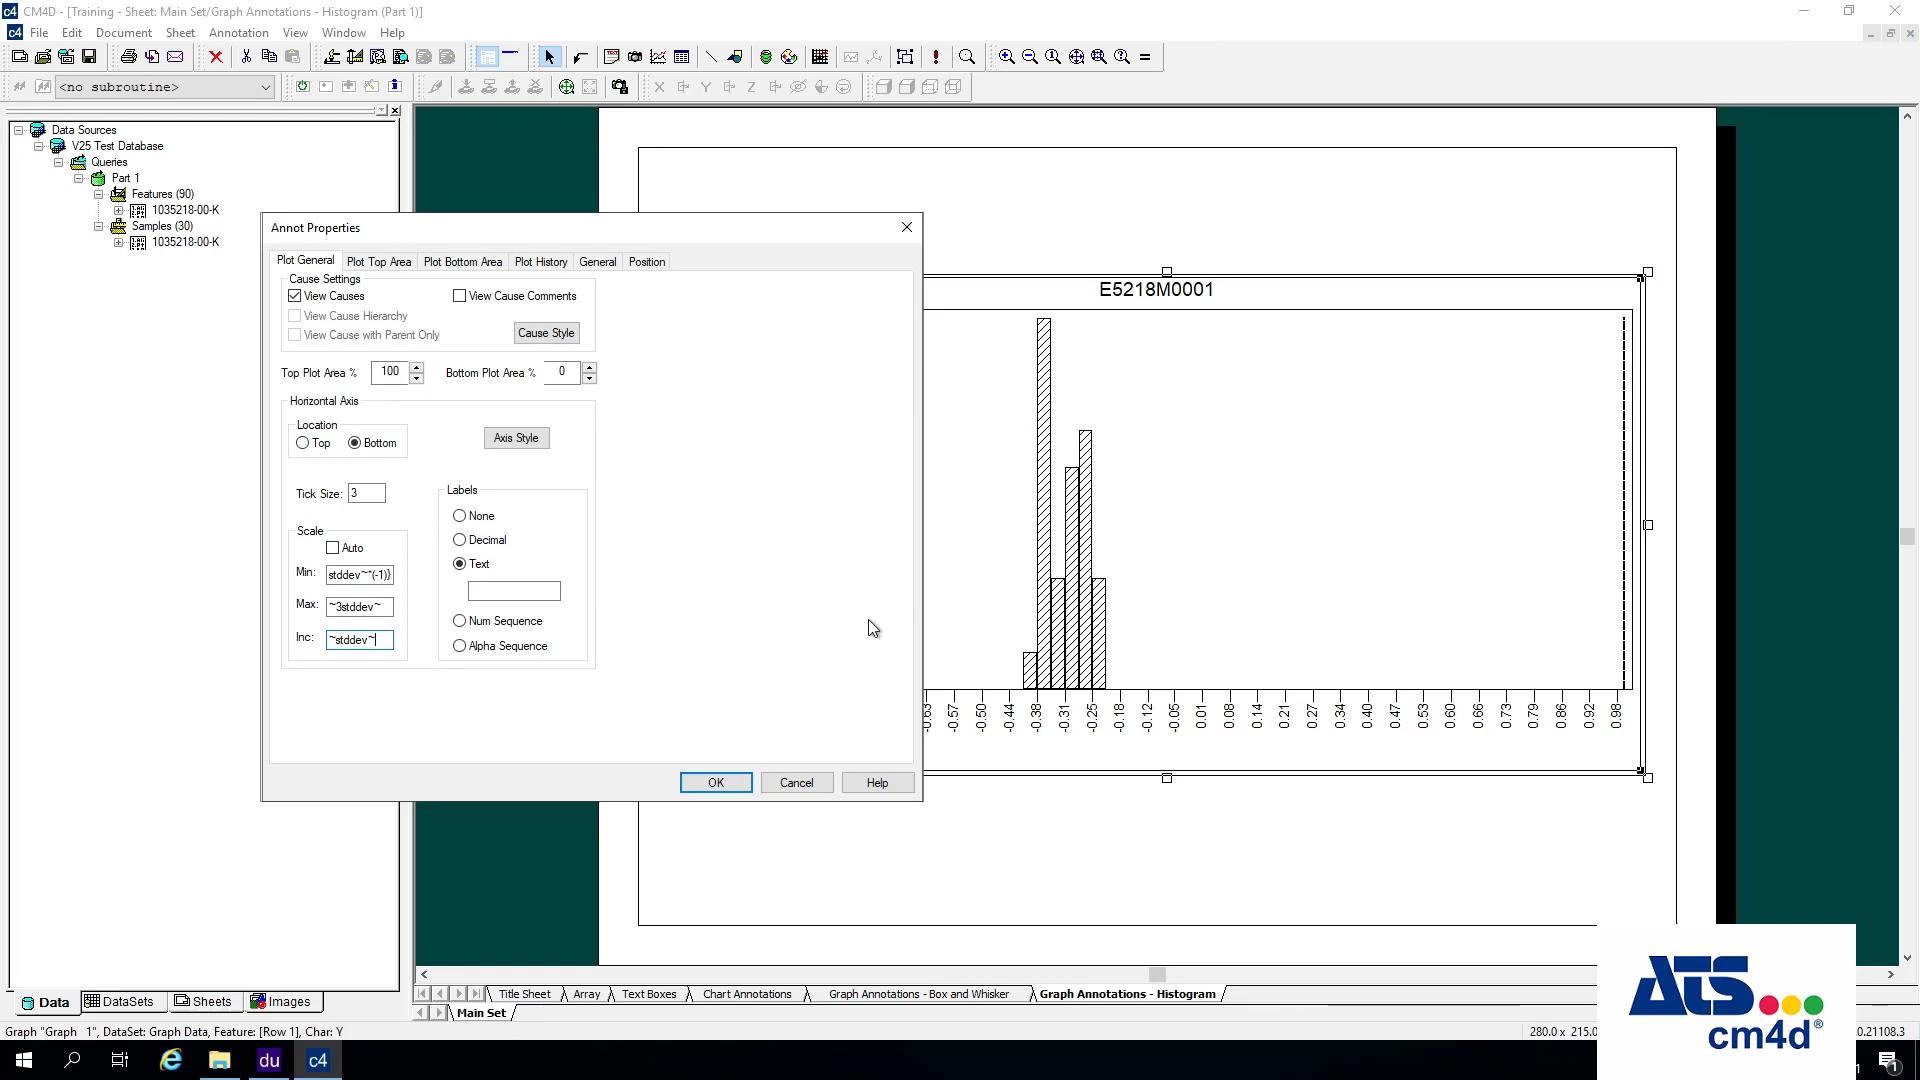 CM4D - [Training - Sheet: Main Set/Graph Annotations - Histogram (Part 1)]
File Edit Document Sheet Annotation View Window Help
<no subroutine>
X Y Z
Data Sources
V25 Test Database
Queries
Part 1
Features (90)
1035218-00-K
Samples (30)
1035218-00-K
Annot Properties
Plot General Plot Top Area Plot Bottom Area Plot History General Position
Cause Settings
View Causes View Cause Comments
View Cause Hierarchy
View Cause with Parent Only
Cause Style
Top Plot Area % 100 Bottom Plot Area % 0
Horizontal Axis
Location
Top Bottom
Axis Style
Tick Size: 3
Labels
None
Decimal
Text
Num Sequence
Alpha Sequence
Scale
Auto
Min: stddev~*(-1)}
Max: ~3stddev~
Inc: ~stddev~
OK Cancel Help
E5218M0001
-0.63 -0.57 -0.50 -0.44 -0.38 -0.31 -0.25 -0.18 -0.12 -0.05 0.01 0.08 0.14 0.21 0.27 0.34 0.40 0.47 0.53 0.60 0.66 0.73 0.79 0.86 0.92 0.98
Data DataSets Sheets Images
Title Sheet Array Text Boxes Chart Annotations Graph Annotations - Box and Whisker Graph Annotations - Histogram
Main Set
Graph "Graph 1", DataSet: Graph Data, Feature: [Row 1], Char: Y
280.0 x 215.0
0.21108.3
ATS
cm4d®
du c4
1